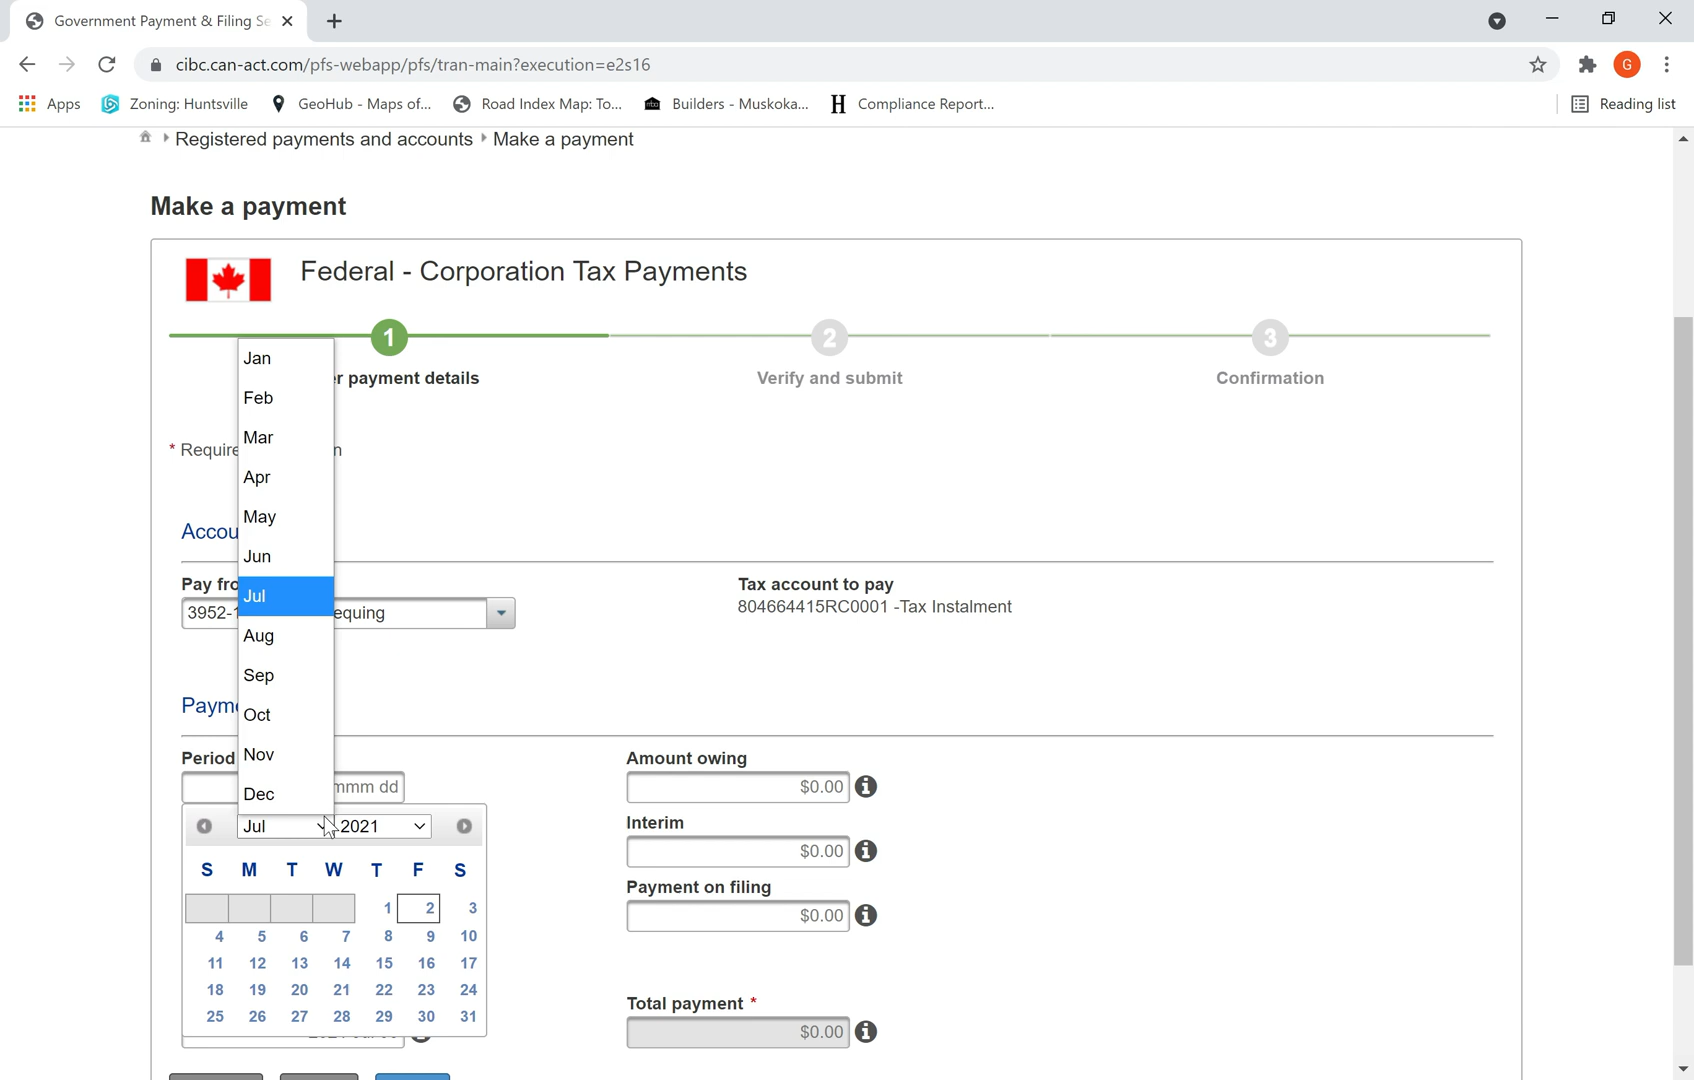 Government Payment & Filing Se
cibc.can-act.com/pfs-webapp/pfs/tran-main?execution=e2s16
G
Apps
Zoning: Huntsville
GeoHub - Maps of...
Road Index Map: To...
mba
Builders - Muskoka...
H
Compliance Report...
Reading list
Registered payments and accounts
Make a payment
Make a payment
Federal - Corporation Tax Payments
1
2
3
r payment details
Verify and submit
Confirmation
Jan
Feb
Mar
Apr
May
Jun
Jul
Aug
Sep
Oct
Nov
Dec
* Require
n
Accou
Pay fro
3952-1
equing
Tax account to pay
804664415RC0001 -Tax Instalment
Payme
Period
mmm dd
Jul
2021
S M T W T F S
1 2 3
4 5 6 7 8 9 10
11 12 13 14 15 16 17
18 19 20 21 22 23 24
25 26 27 28 29 30 31
Amount owing
$0.00
Interim
$0.00
Payment on filing
$0.00
Total payment *
$0.00